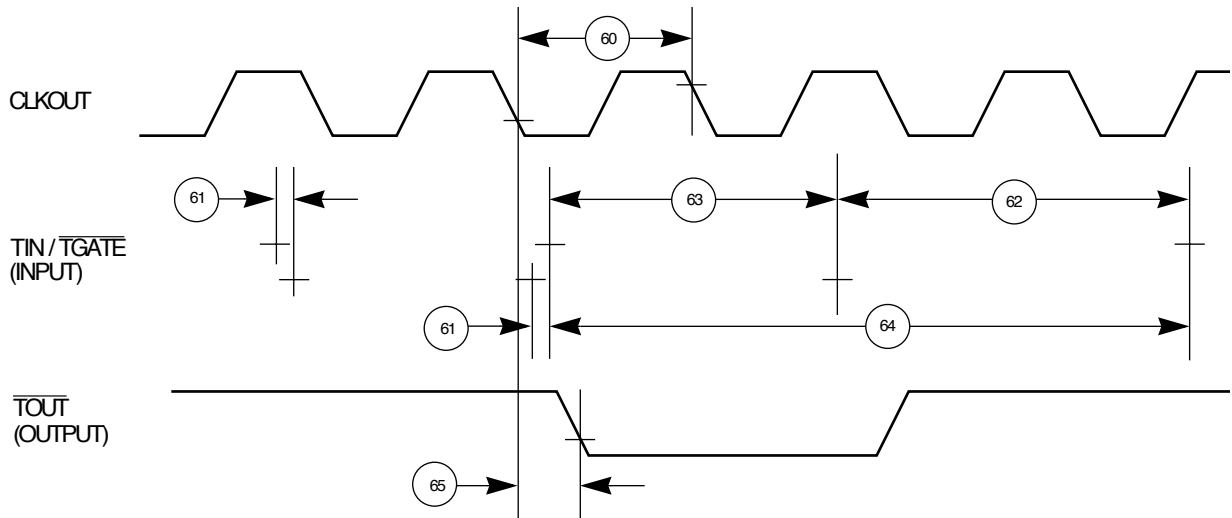 60
CLKOUT
61
63
62
TIN / TGATE
(INPUT)
61
64
TOUT
(OUTPUT)
65